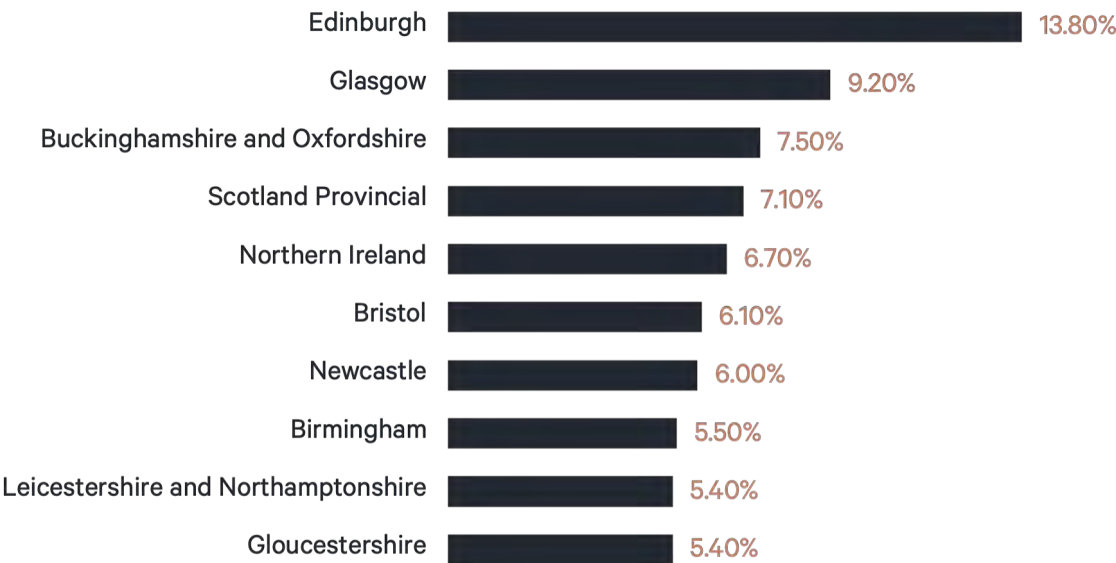 Edinburgh 13.80%
Glasgow 9.20%
Buckinghamshire and Oxfordshire 7.50%
Scotland Provincial 7.10%
Northern Ireland 6.70%
Bristol 6.10%
Newcastle 6.00%
Birmingham 5.50%
Leicestershire and Northamptonshire 5.40%
Gloucestershire 5.40%